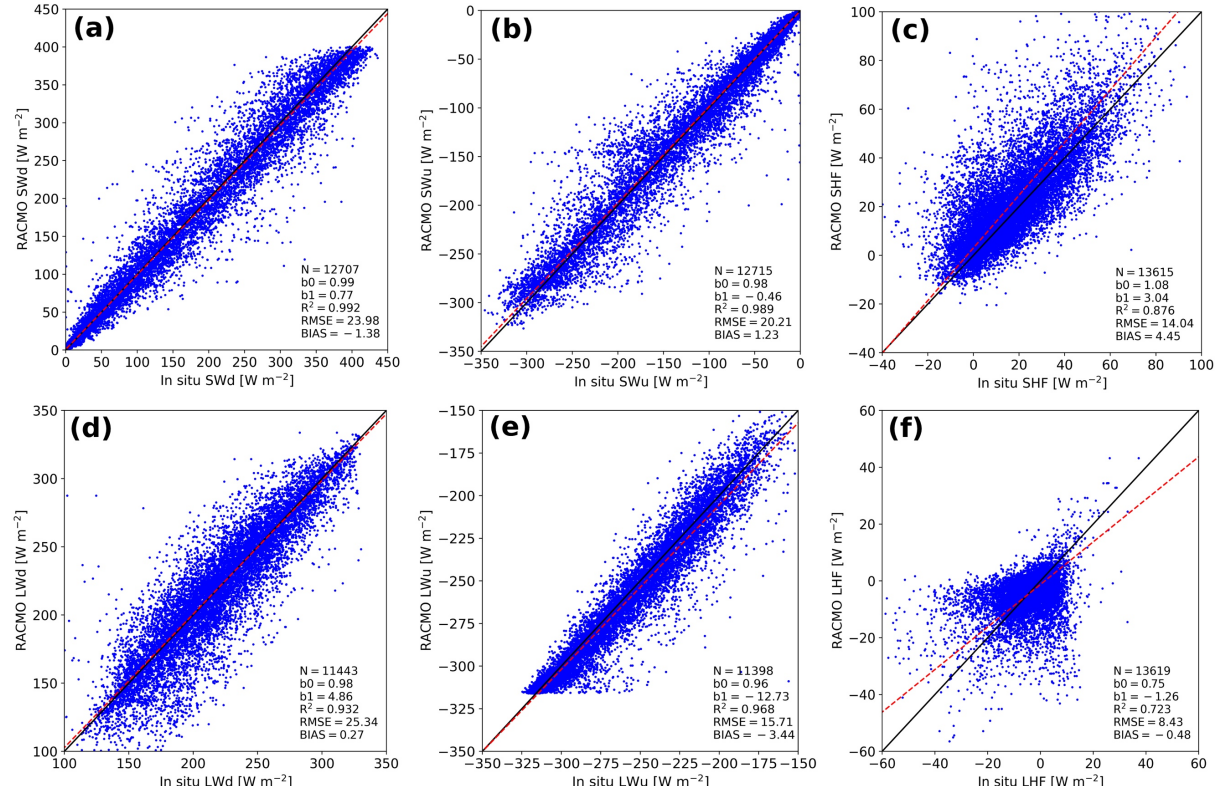 (a)
RACMO SWd [W m−2]
450
400
350
300
250
200
150
100
50
0
N = 12707
b0 = 0.99
b1 = 0.77
R2 = 0.992
RMSE = 23.98
BIAS = −1.38
0 50 100 150 200 250 300 350 400 450
In situ SWd [W m−2]
(b)
RACMO SWu [W m−2]
0
−50
−100
−150
−200
−250
−300
−350
N = 12715
b0 = 0.98
b1 = −0.46
R2 = 0.989
RMSE = 20.21
BIAS = 1.23
−350 −300 −250 −200 −150 −100 −50 0
In situ SWu [W m−2]
(c)
RACMO SHF [W m−2]
100
80
60
40
20
0
−20
−40
N = 13615
b0 = 1.08
b1 = 3.04
R2 = 0.876
RMSE = 14.04
BIAS = 4.45
−40 −20 0 20 40 60 80 100
In situ SHF [W m−2]
(d)
RACMO LWd [W m−2]
350
300
250
200
150
100
N = 11443
b0 = 0.98
b1 = 4.86
R2 = 0.932
RMSE = 25.34
BIAS = 0.27
100 150 200 250 300 350
In situ LWd [W m−2]
(e)
RACMO LWu [W m−2]
−150
−175
−200
−225
−250
−275
−300
−325
−350
N = 11398
b0 = 0.96
b1 = −12.73
R2 = 0.968
RMSE = 15.71
BIAS = −3.44
−350 −325 −300 −275 −250 −225 −200 −175 −150
In situ LWu [W m−2]
(f)
RACMO LHF [W m−2]
60
40
20
0
−20
−40
−60
N = 13619
b0 = 0.75
b1 = −1.26
R2 = 0.723
RMSE = 8.43
BIAS = −0.48
−60 −40 −20 0 20 40 60
In situ LHF [W m−2]